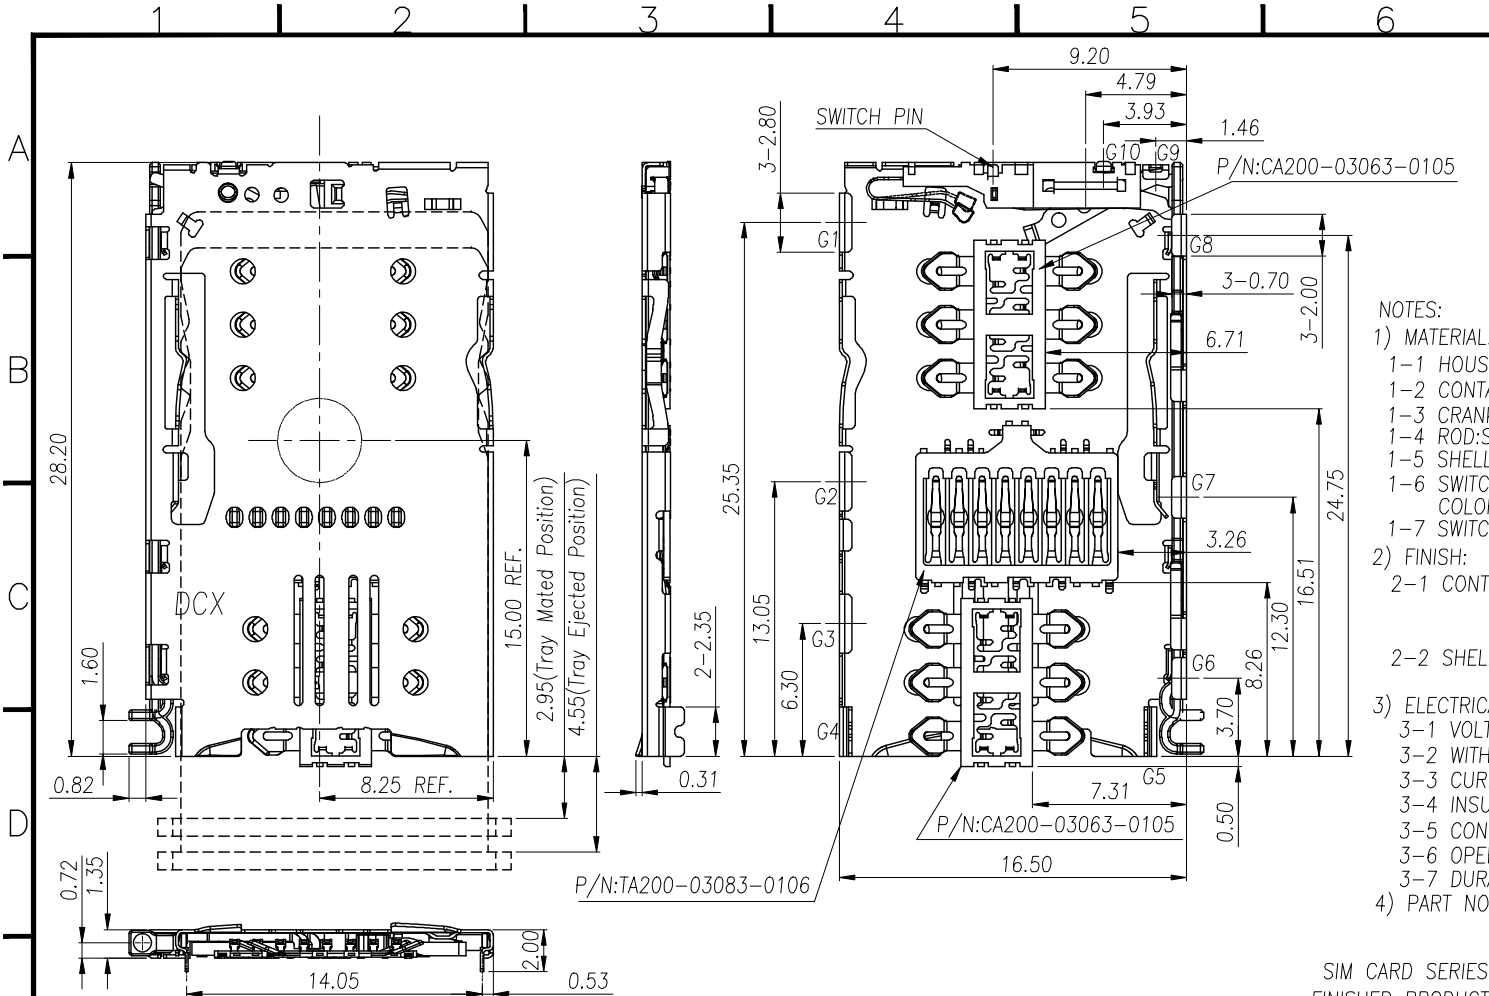 1 2 3 4 5 6
A
B
C
D
28.20
1.60
0.82
8.25 REF.
15.00 REF.
2.95(Tray Mated Position)
4.55(Tray Ejected Position)
DCX
0.72
1.35
14.05
2.00
0.53
2-2.35
0.31
9.20
4.79
3.93
1.46
SWITCH PIN
3-2.80
G10 G9
P/N:CA200-03063-0105
G1
G8
3-0.70
3-2.00
6.71
25.35
G2
G7
24.75
3.26
13.05
16.51
12.30
8.26
G3
G6
6.30
3.70
G4
G5
7.31
0.50
P/N:CA200-03063-0105
16.50
P/N:TA200-03083-0106
NOTES:
1) MATERIAL
1-1 HOUS
1-2 CONTA
1-3 CRAN
1-4 ROD:S
1-5 SHELL
1-6 SWITC
COLO
1-7 SWITC
2) FINISH:
2-1 CONT
2-2 SHEL
3) ELECTRICA
3-1 VOLT
3-2 WITH
3-3 CUR
3-4 INSU
3-5 CON
3-6 OPE
3-7 DURA
4) PART NO
SIM CARD SERIES
FINISHED PRODUCT